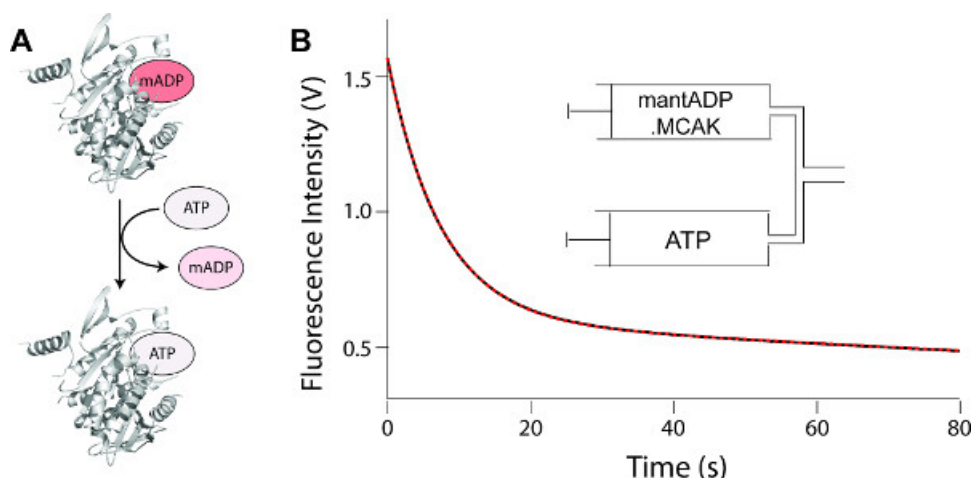 A
mADP
ATP
mADP
ATP
B
Fluorescence Intensity (V)
1.5
1.0
0.5
mantADP
.MCAK
ATP
0
20
40
60
80
Time (s)